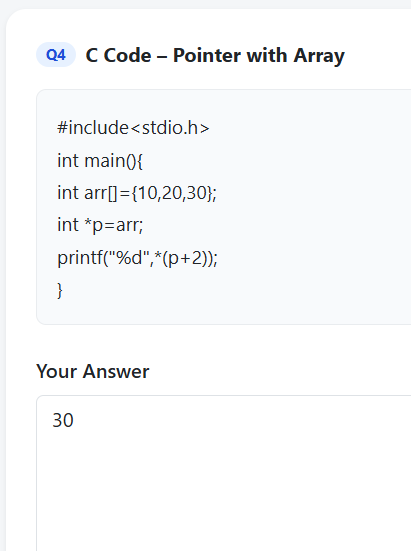 Q4 C Code – Pointer with Array
#include<stdio.h>
int main(){
int arr[]={10,20,30};
int *p=arr;
printf("%d",*(p+2));
}
Your Answer
30